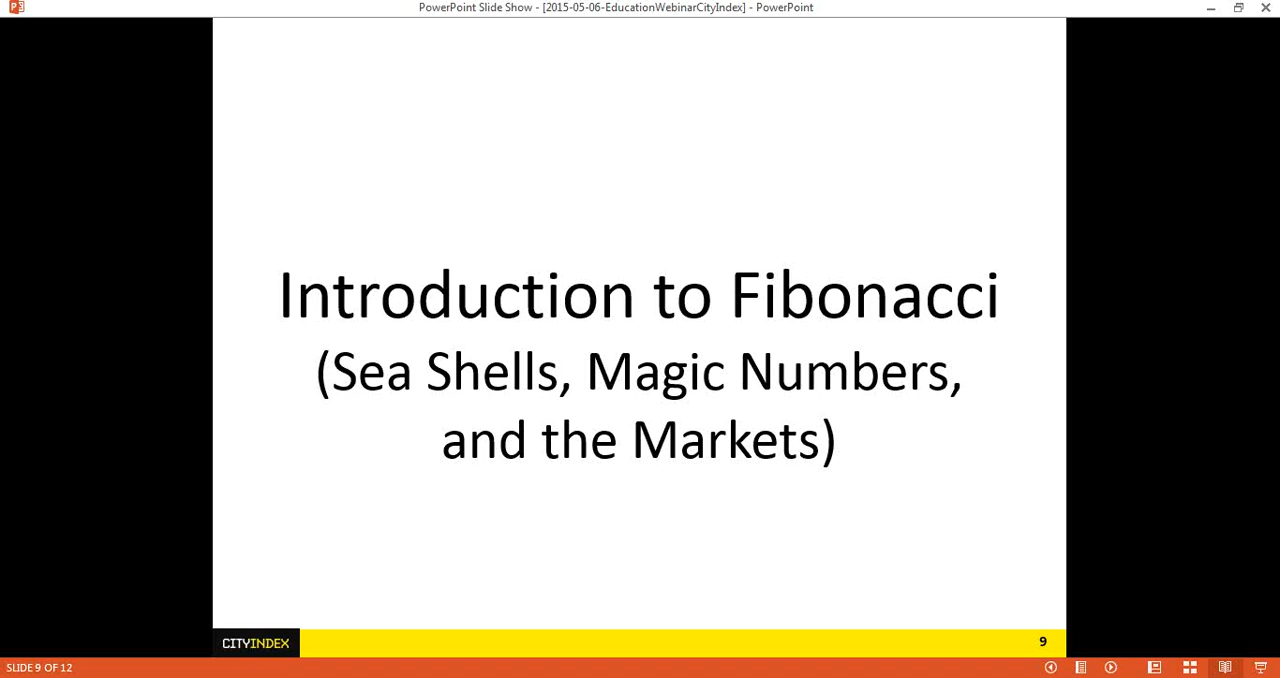 PowerPoint Slide Show - [2015-05-06-EducationWebinarCityIndex] - PowerPoint
Introduction to Fibonacci
(Sea Shells, Magic Numbers,
and the Markets)
CITYINDEX
9
SLIDE 9 OF 12